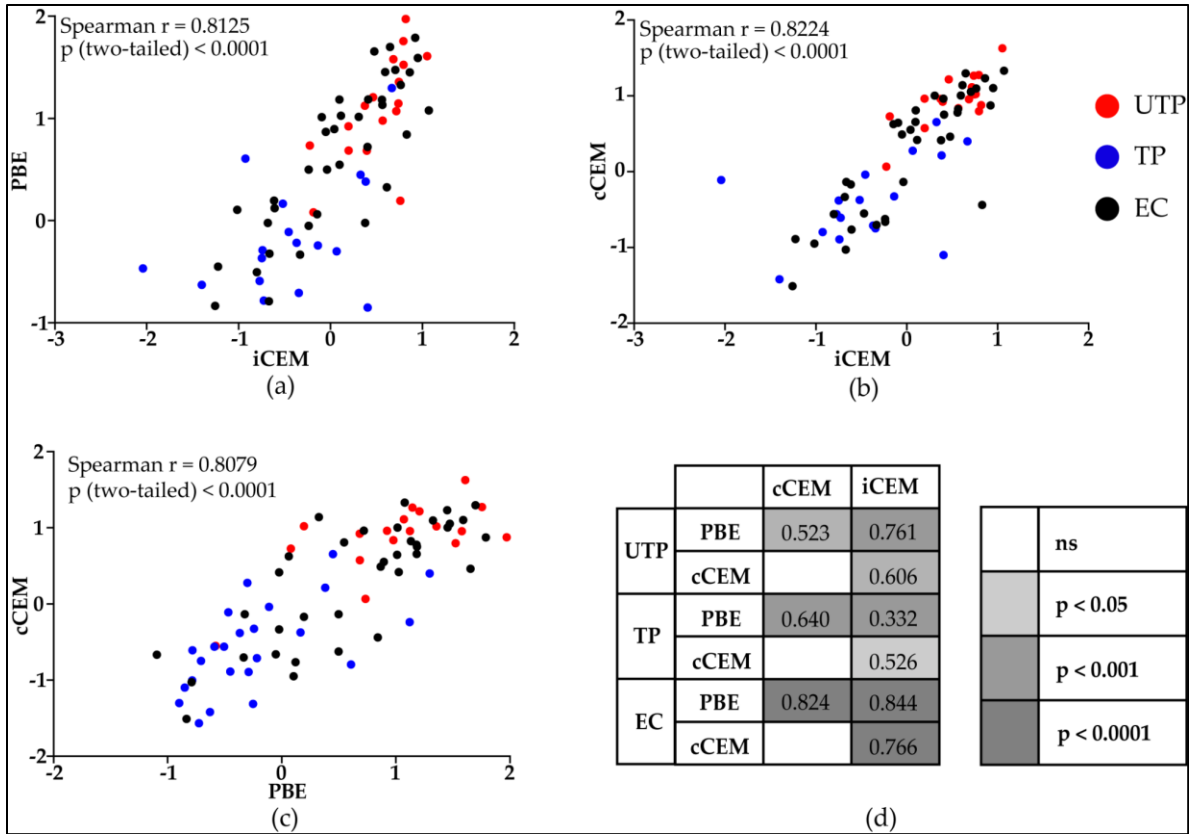 Spearman r = 0.8125
p (two-tailed) < 0.0001
PBE
2
1
0
-1
-3
-2
-1
0
1
2
iCEM
(a)
Spearman r = 0.8224
p (two-tailed) < 0.0001
cCEM
2
1
0
-1
-2
-3
-2
-1
0
1
2
iCEM
(b)
UTP
TP
EC
Spearman r = 0.8079
p (two-tailed) < 0.0001
cCEM
2
1
0
-1
-2
-2
-1
0
1
2
PBE
(c)
cCEM iCEM
UTP PBE 0.523 0.761
cCEM 0.606
TP PBE 0.640 0.332
cCEM 0.526
EC PBE 0.824 0.844
cCEM 0.766
ns
p < 0.05
p < 0.001
p < 0.0001
(d)